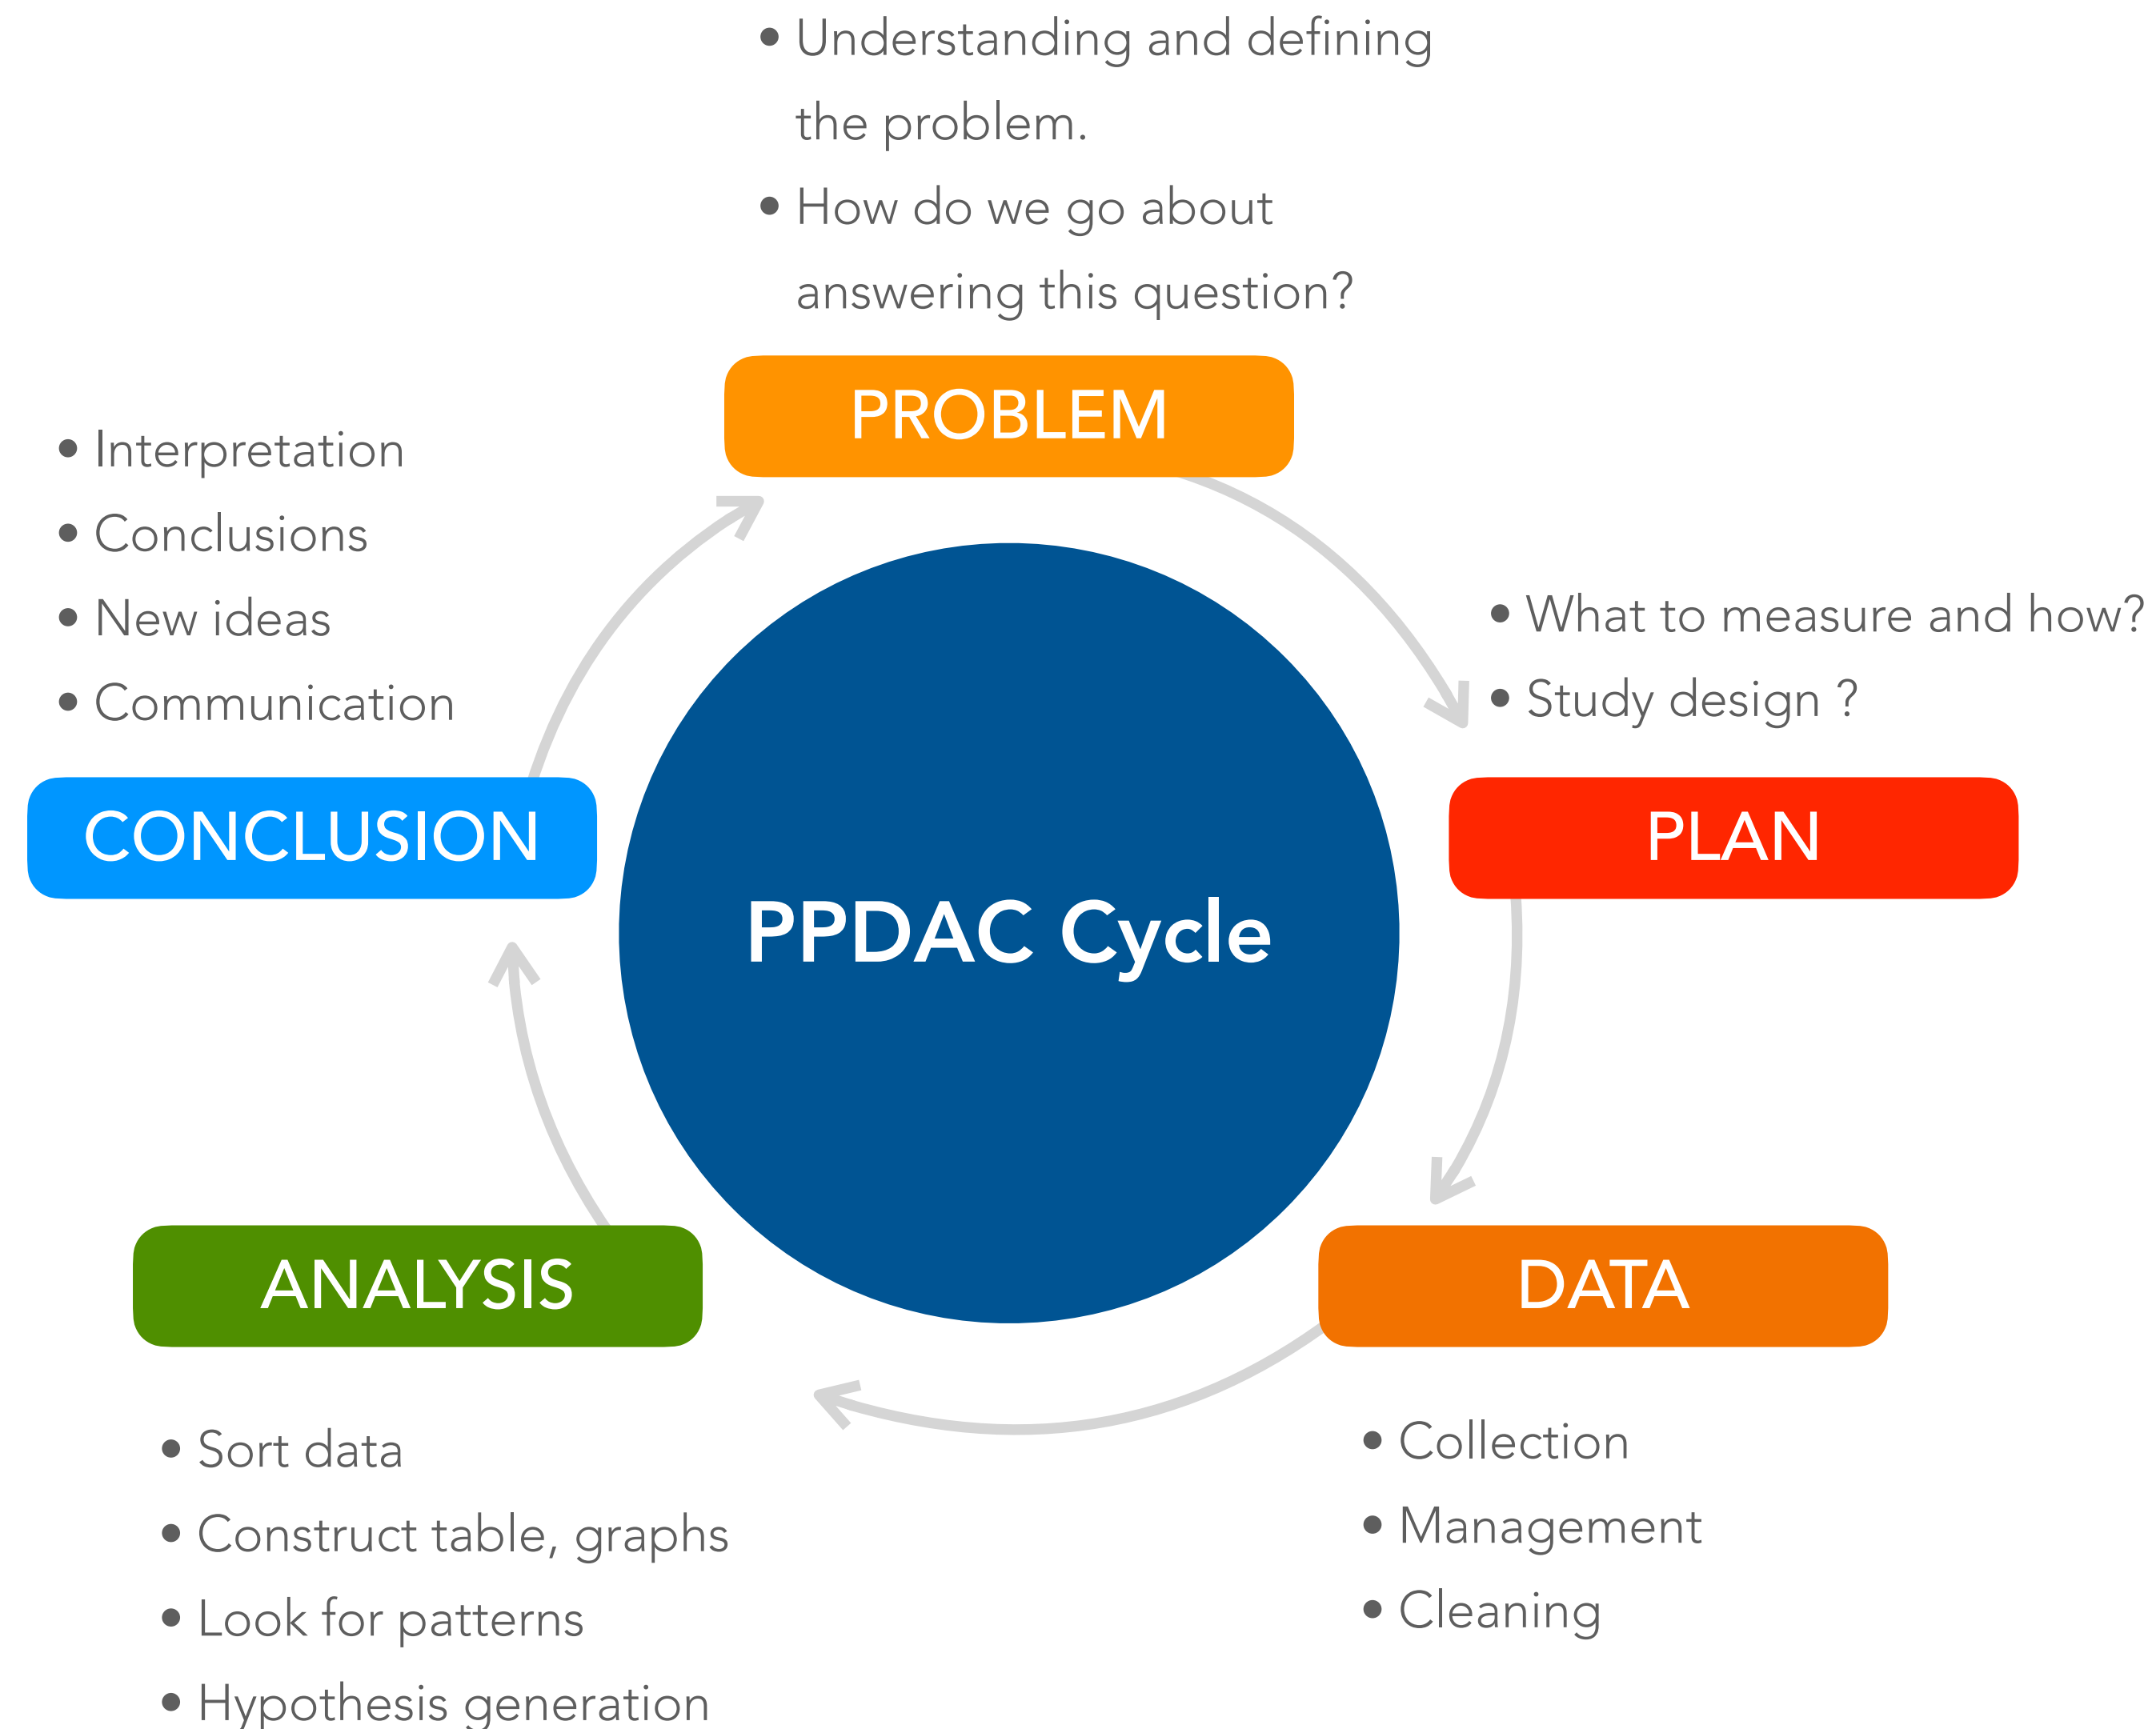 • Understanding and defining
the problem.
• How do we go about
answering this question?
PROBLEM
• What to measure and how?
• Study design ?
PLAN
DATA
• Collection
• Management
• Cleaning
ANALYSIS
• Sort data
• Construct table, graphs
• Look for patterns
• Hypothesis generation
• Interpretation
• Conclusions
• New ideas
• Communication
CONCLUSION
PPDAC Cycle